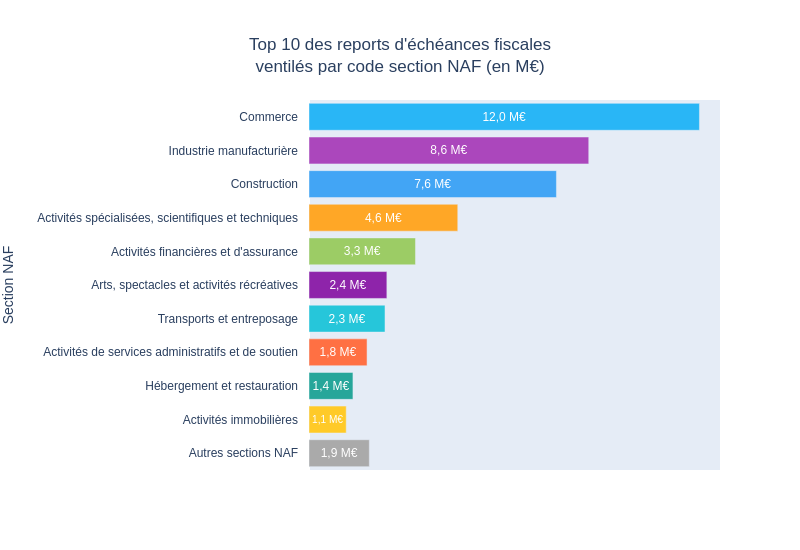 Top 10 des reports d'échéances fiscales
ventilés par code section NAF (en M€)
Section NAF
Commerce 12,0 M€
Industrie manufacturière 8,6 M€
Construction 7,6 M€
Activités spécialisées, scientifiques et techniques 4,6 M€
Activités financières et d'assurance 3,3 M€
Arts, spectacles et activités récréatives 2,4 M€
Transports et entreposage 2,3 M€
Activités de services administratifs et de soutien 1,8 M€
Hébergement et restauration 1,4 M€
Activités immobilières 1,1 M€
Autres sections NAF 1,9 M€